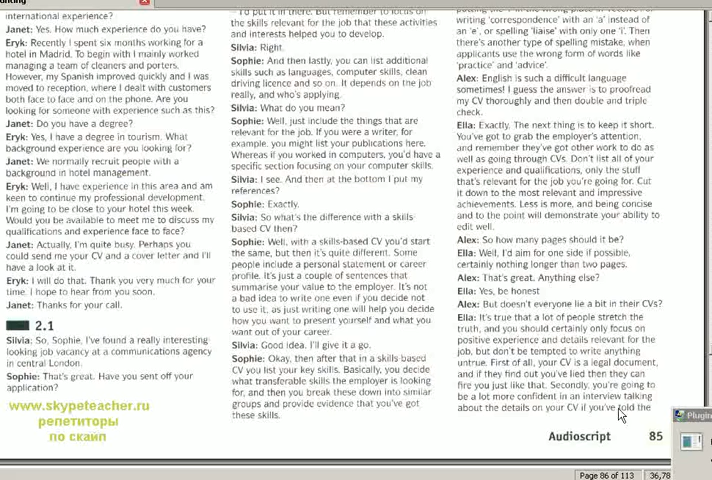 international experience?
Janet: Yes. How much experience do you have?
Eryk: Recently I spent six months working for a
hotel in Madrid. To begin with I mainly worked
managing a team of cleaners and porters.
However, my Spanish improved quickly and I was
moved to reception, where I dealt with customers
both face to face and on the phone. Are you
looking for someone with experience such as this?
Janet: Do you have a degree?
Eryk: Yes, I have a degree in tourism. What
background experience are you looking for?
Janet: We normally recruit people with a
background in hotel management.
Eryk: Well, I have experience in this area and am
keen to continue my professional development.
I'm going to be close to your hotel this week.
Would you be available to meet me to discuss my
qualifications and experience face to face?
Janet: Actually, I'm quite busy. Perhaps you
could send me your CV and a cover letter and I'll
have a look at it.
Eryk: I will do that. Thank you very much for your
time. I hope to hear from you soon.
Janet: Thanks for your call.
2.1
Silvia: So, Sophie, I've found a really interesting
looking job vacancy at a communications agency
in central London.
Sophie: That's great. Have you sent off your
application?
www.skypeteacher.ru
репетиторы
по скаип
I'd put it in there. But remember to focus on
the skills relevant for the job that these activities
and interests helped you to develop.
Silvia: Right.
Sophie: And then lastly, you can list additional
skills such as languages, computer skills, clean
driving licence and so on. It depends on the job
really, and who's applying.
Silvia: What do you mean?
Sophie: Well, just include the things that are
relevant for the job. If you were a writer, for
example, you might list your publications here.
Whereas if you worked in computers, you'd have a
specific section focusing on your computer skills.
Silvia: I see. And then at the bottom I put my
references?
Sophie: Exactly.
Silvia: So what's the difference with a skills
based CV then?
Sophie: Well, with a skills-based CV you'd start
the same, but then it's quite different. Some
people include a personal statement or career
profile. It's just a couple of sentences that
summarise your value to the employer. It's not
a bad idea to write one even if you decide not
to use it, as just writing one will help you decide
how you want to present yourself and what you
want out of your career.
Silvia: Good idea. I'll give it a go.
Sophie: Okay, then after that in a skills based
CV you list your key skills. Basically, you decide
what transferable skills the employer is looking
for, and then you break these down into similar
groups and provide evidence that you've got
these skills.
writing 'correspondence' with an 'a' instead of
an 'e', or spelling 'liaise' with only one 'i'. Then
there's another type of spelling mistake, when
applicants use the wrong form of words like
'practice' and 'advice'.
Alex: English is such a difficult language
sometimes! I guess the answer is to proofread
my CV thoroughly and then double and triple
check.
Ella: Exactly. The next thing is to keep it short.
You've got to grab the employer's attention,
and remember they've got other work to do as
well as going through CVs. Don't list all of your
experience and qualifications, only the stuff
that's relevant for the job you're going for. Cut
it down to the most relevant and impressive
achievements. Less is more, and being concise
and to the point will demonstrate your ability to
edit well.
Alex: So how many pages should it be?
Ella: Well, I'd aim for one side if possible,
certainly nothing longer than two pages.
Alex: That's great. Anything else?
Ella: Yes, be honest
Alex: But doesn't everyone lie a bit in their CVs?
Ella: It's true that a lot of people stretch the
truth, and you should certainly only focus on
positive experience and details relevant for the
job, but don't be tempted to write anything
untrue. First of all, your CV is a legal document,
and if they find out you've lied then they can
fire you just like that. Secondly, you're going to
be a lot more confident in an interview talking
about the details on your CV if you've told the
Audioscript 85
Page 86 of 113
36,78